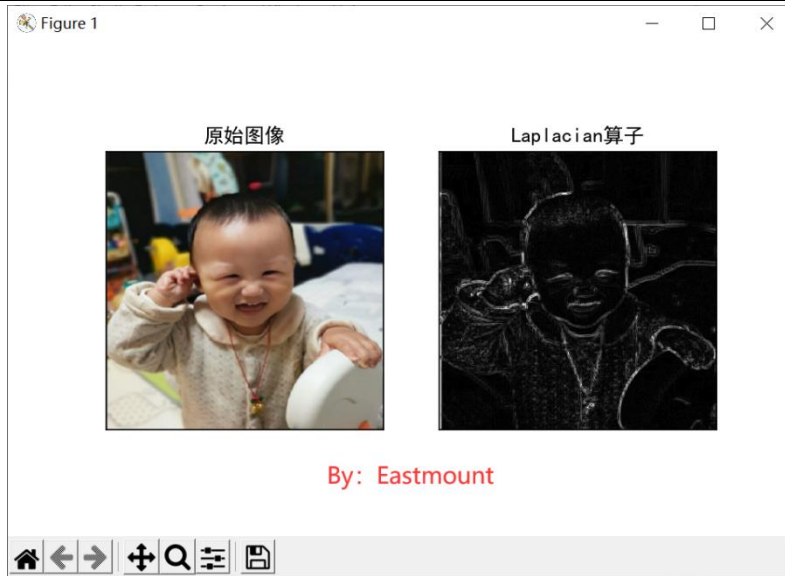 Figure 1
原始图像
Laplacian算子
By：Eastmount